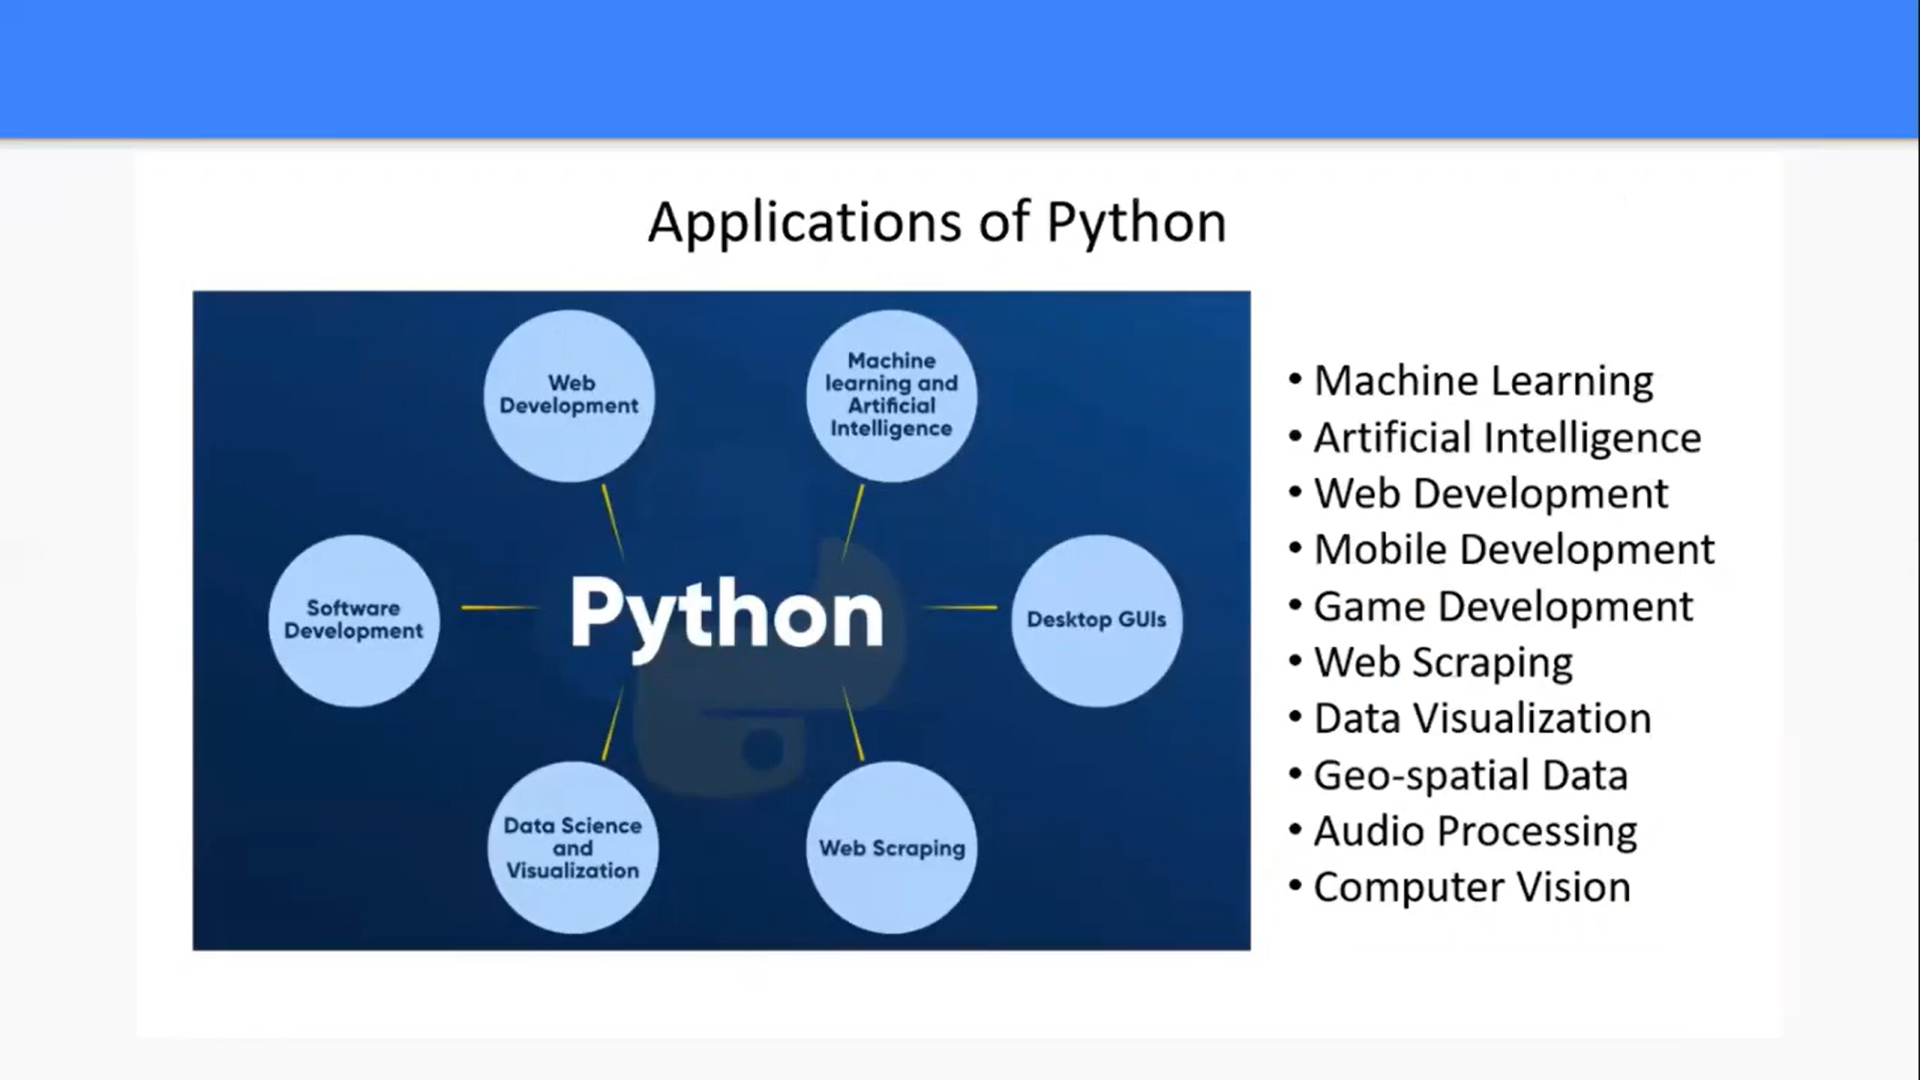 Applications of Python
Web
Development
Machine
learning and
Artificial
Intelligence
Software
Development
Python
Desktop GUIs
Data Science
and
Visualization
Web Scraping
• Machine Learning
• Artificial Intelligence
• Web Development
• Mobile Development
• Game Development
• Web Scraping
• Data Visualization
• Geo-spatial Data
• Audio Processing
• Computer Vision